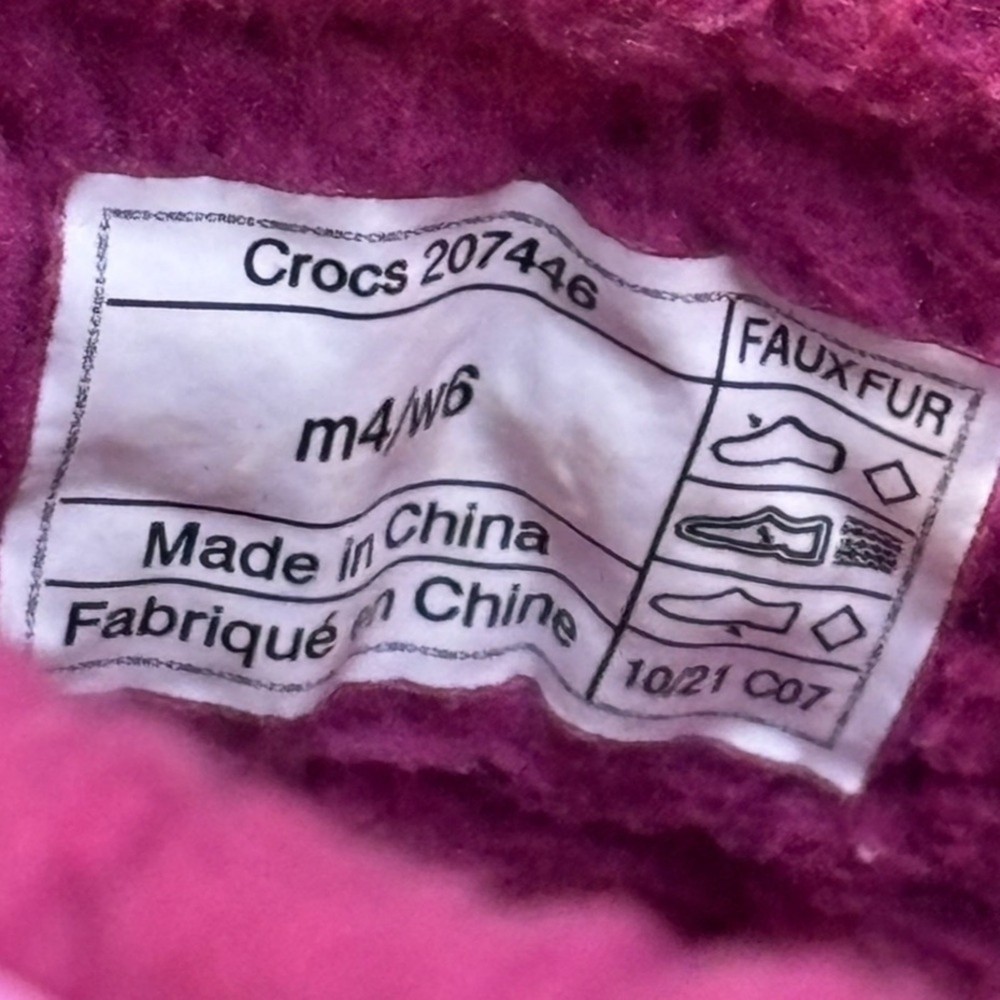 Crocs 207446
m4/w6
Made in China
Fabriqué en Chine
FAUX FUR
10/21 C07